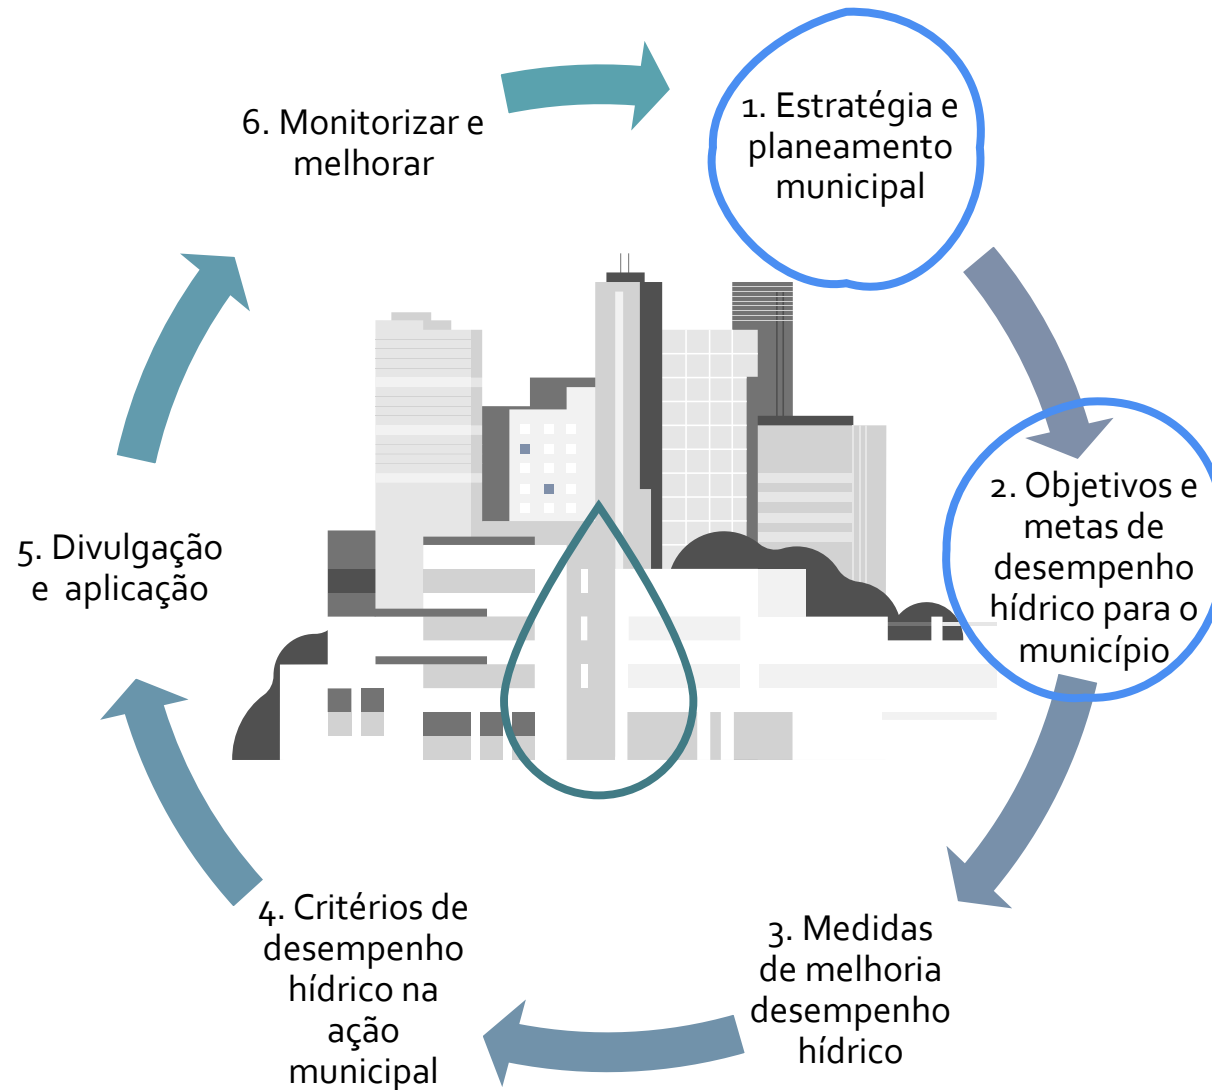 1. Estratégia e
planeamento
municipal
2. Objetivos e
metas de
desempenho
hídrico para o
município
3. Medidas
de melhoria
desempenho
hídrico
4. Critérios de
desempenho
hídrico na
ação
municipal
5. Divulgação
e aplicação
6. Monitorizar e
melhorar